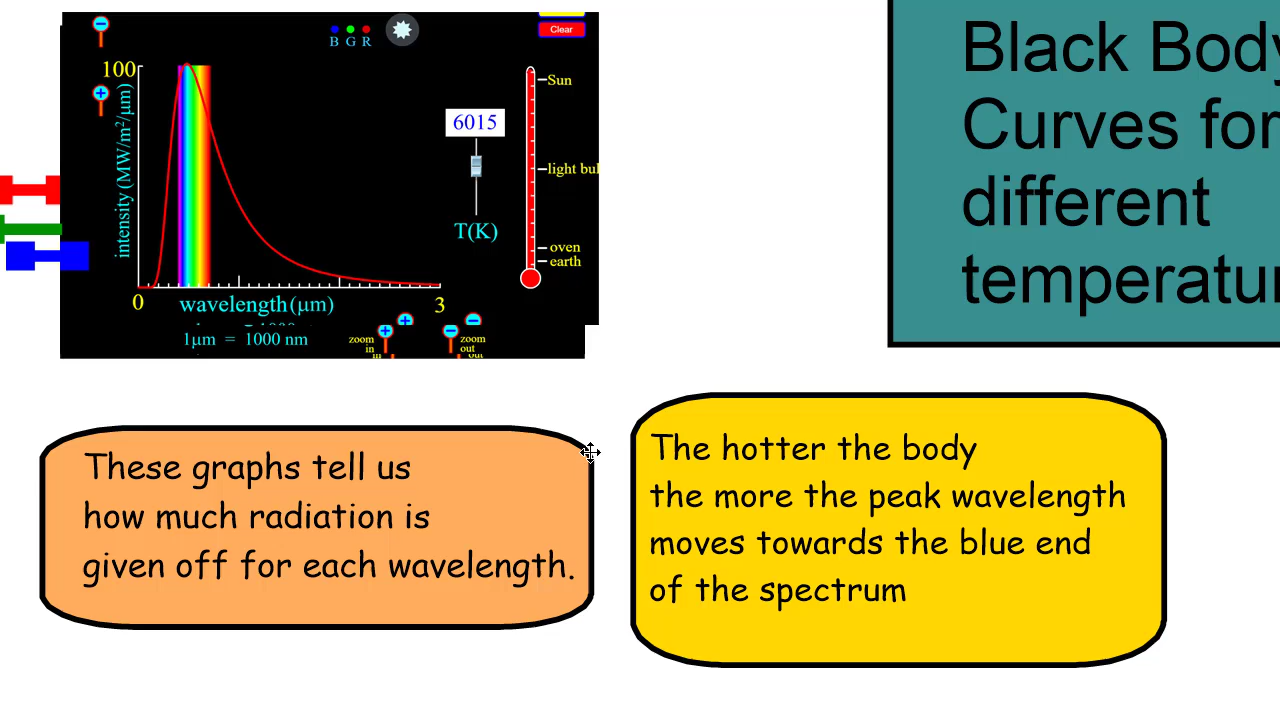 Clear
B G R
100
intensity (MW/m²/µm)
6015
T(K)
Sun
light bul
oven
earth
0
wavelength (µm)
3
1µm = 1000 nm
zoom
in
zoom
out
Black Body
Curves for
different
temperatur
These graphs tell us
how much radiation is
given off for each wavelength.
The hotter the body
the more the peak wavelength
moves towards the blue end
of the spectrum